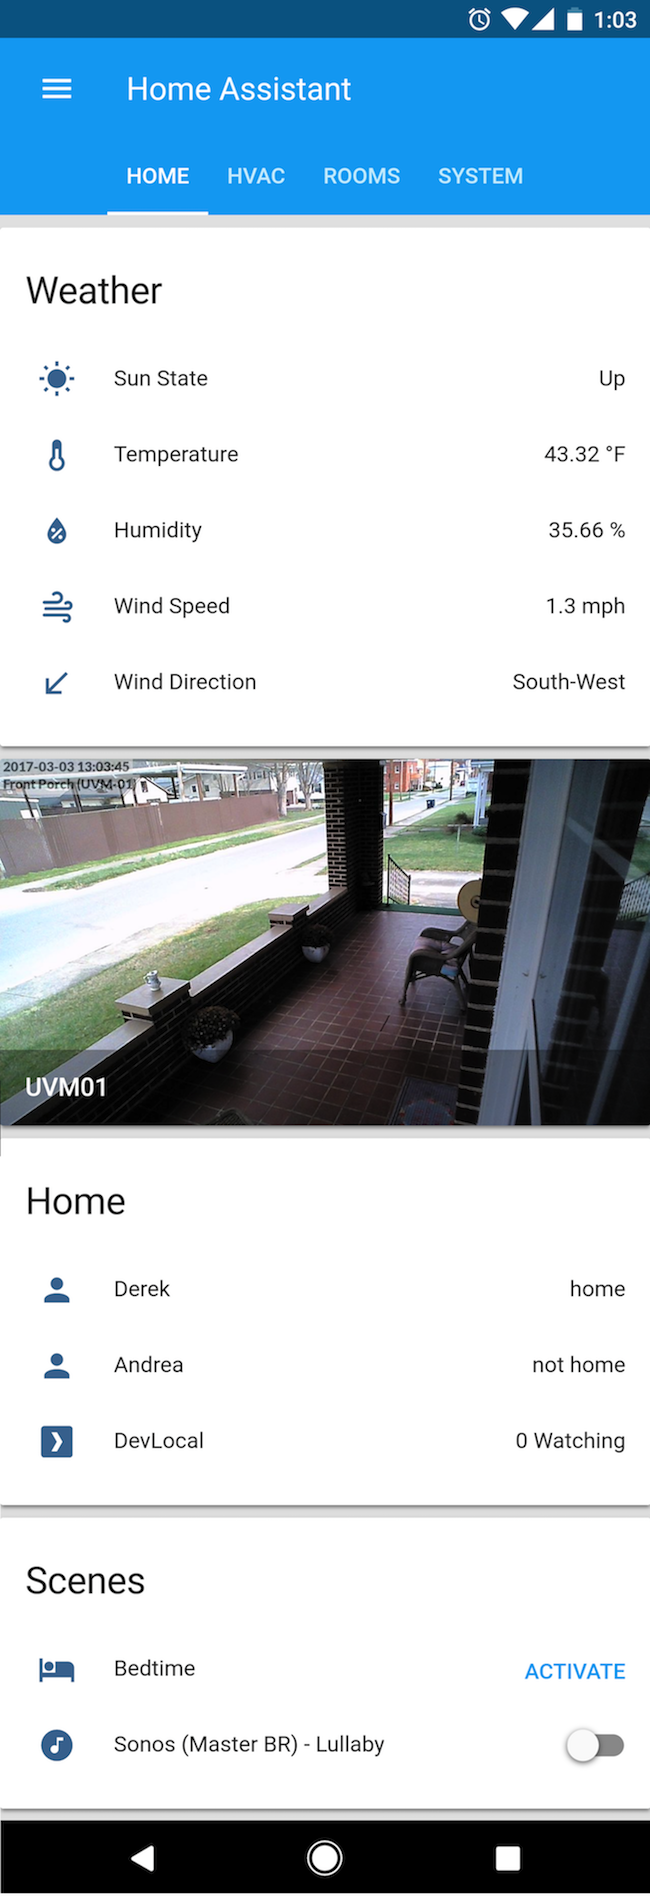 1:03
Home Assistant
HOME HVAC ROOMS SYSTEM
Weather
Sun State Up
Temperature 43.32 °F
Humidity 35.66 %
Wind Speed 1.3 mph
Wind Direction South-West
2017-03-03 13:03:45
Front Porch (UVM-01)
UVM01
Home
Derek home
Andrea not home
DevLocal 0 Watching
Scenes
Bedtime ACTIVATE
Sonos (Master BR) - Lullaby